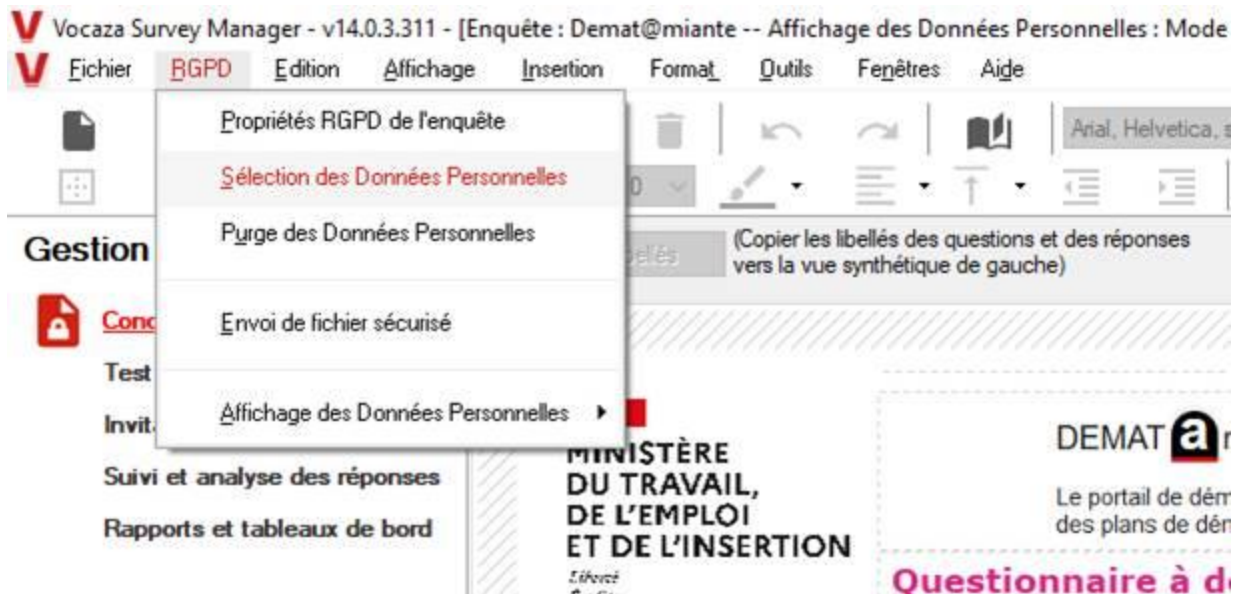 Vocaza Survey Manager - v14.0.3.311 - [Enquête : Demat@miante -- Affichage des Données Personnelles : Mode
Fichier RGPD Edition Affichage Insertion Format Outils Fenêtres Aide
Propriétés RGPD de l'enquête
Sélection des Données Personnelles
Purge des Données Personnelles
Envoi de fichier sécurisé
Affichage des Données Personnelles
Arial, Helvetica, s
0
(Copier les libellés des questions et des réponses
vers la vue synthétique de gauche)
Gestion
Conc
Test
Invit
Suivi et analyse des réponses
Rapports et tableaux de bord
MINISTÈRE
DU TRAVAIL,
DE L'EMPLOI
ET DE L'INSERTION
Liberté
DEMAT@
Le portail de dém
des plans de dém
Questionnaire à d